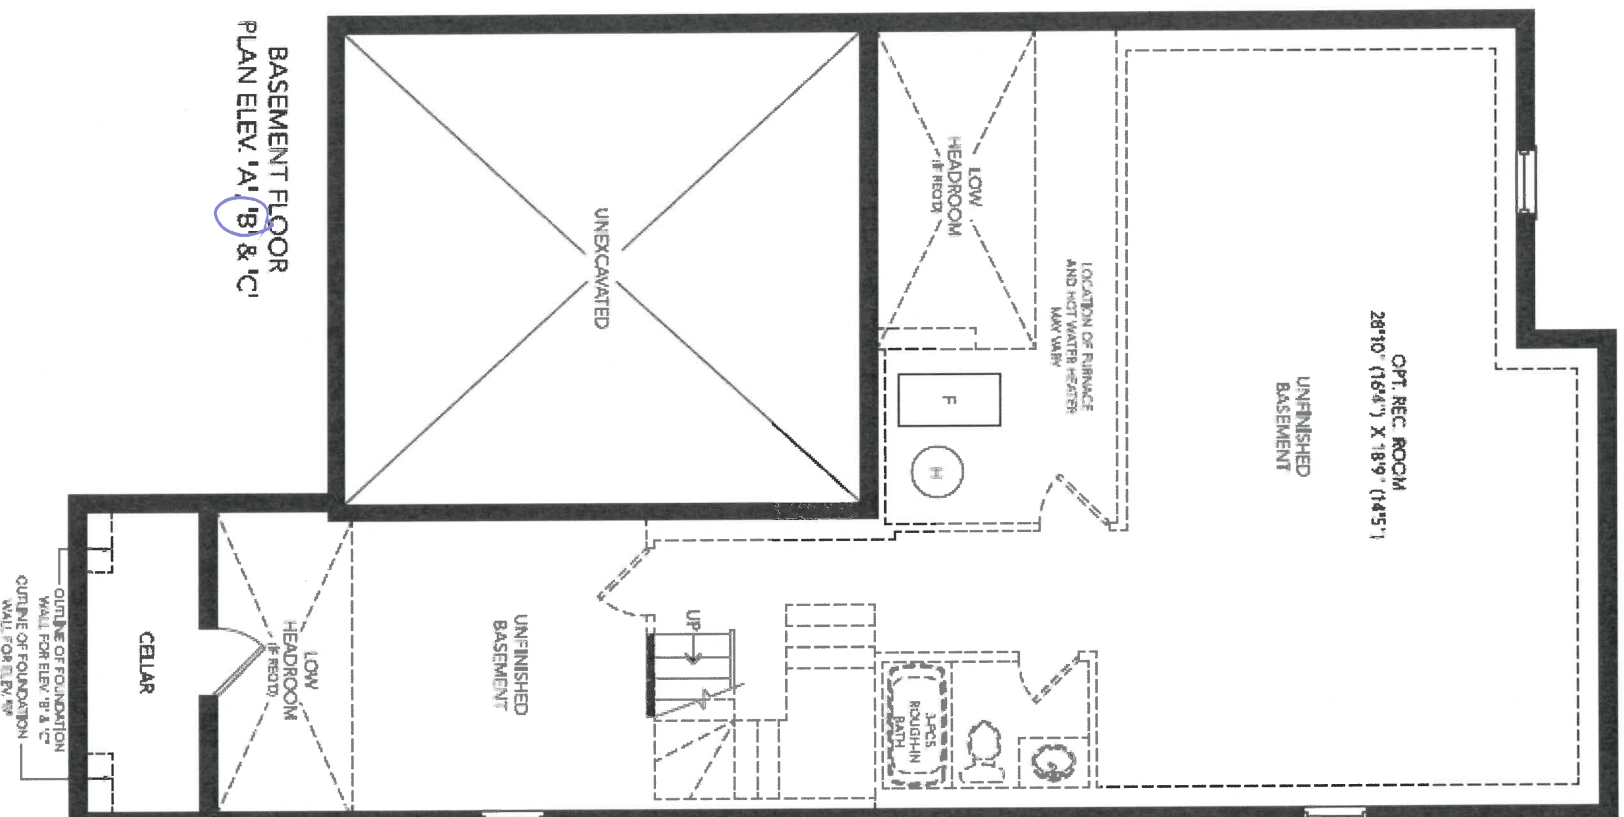 BASEMENT FLOOR
PLAN ELEV. 'A', 'B' & 'C'
UNEXCAVATED
LOW
HEADROOM
(IF REQ'D)
LOCATION OF FURNACE
AND HOT WATER HEATER
MAY VARY
F
H
OPT. REC. ROOM
28'10" (16'4") X 18'9" (14'5")
UNFINISHED
BASEMENT
3-PCS
ROUGH-IN
BATH
UP
UNFINISHED
BASEMENT
LOW
HEADROOM
(IF REQ'D)
CELLAR
OUTLINE OF FOUNDATION
WALL FOR ELEV. 'B' & 'C'
OUTLINE OF FOUNDATION
WALL FOR ELEV.